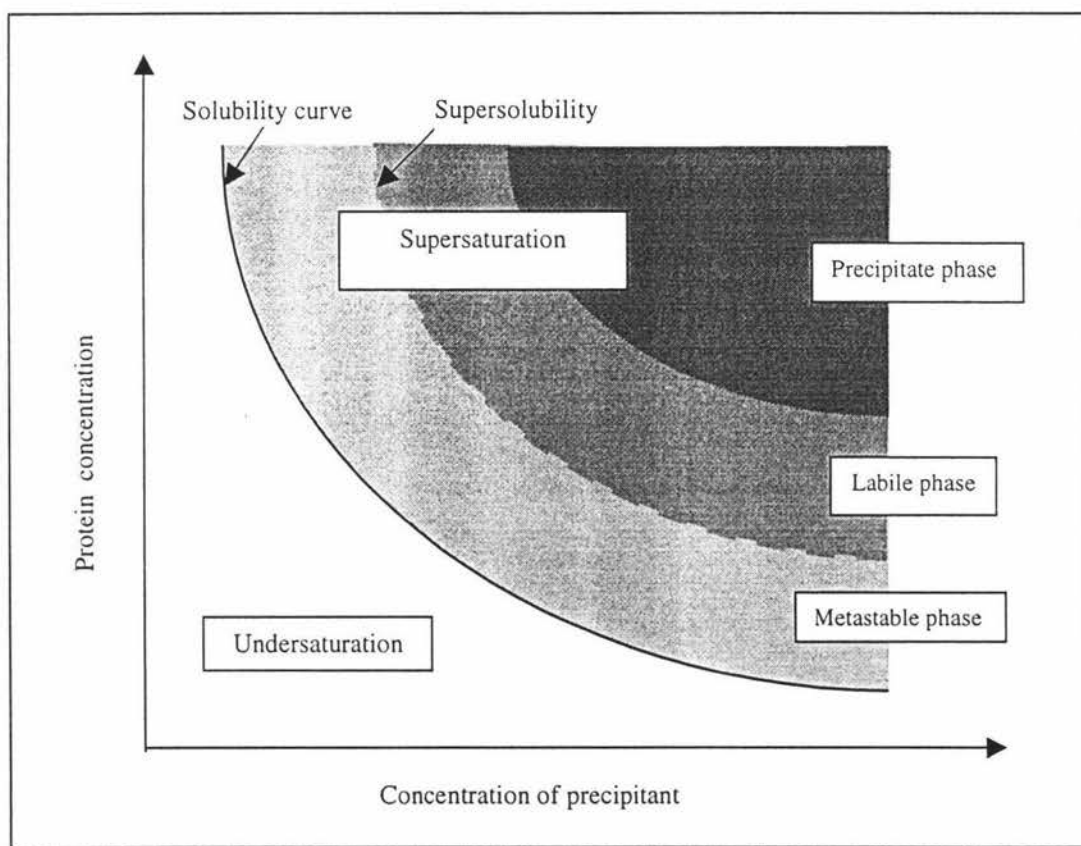 Solubility curve
Supersolubility
Supersaturation
Precipitate phase
Labile phase
Metastable phase
Undersaturation
Protein concentration
Concentration of precipitant